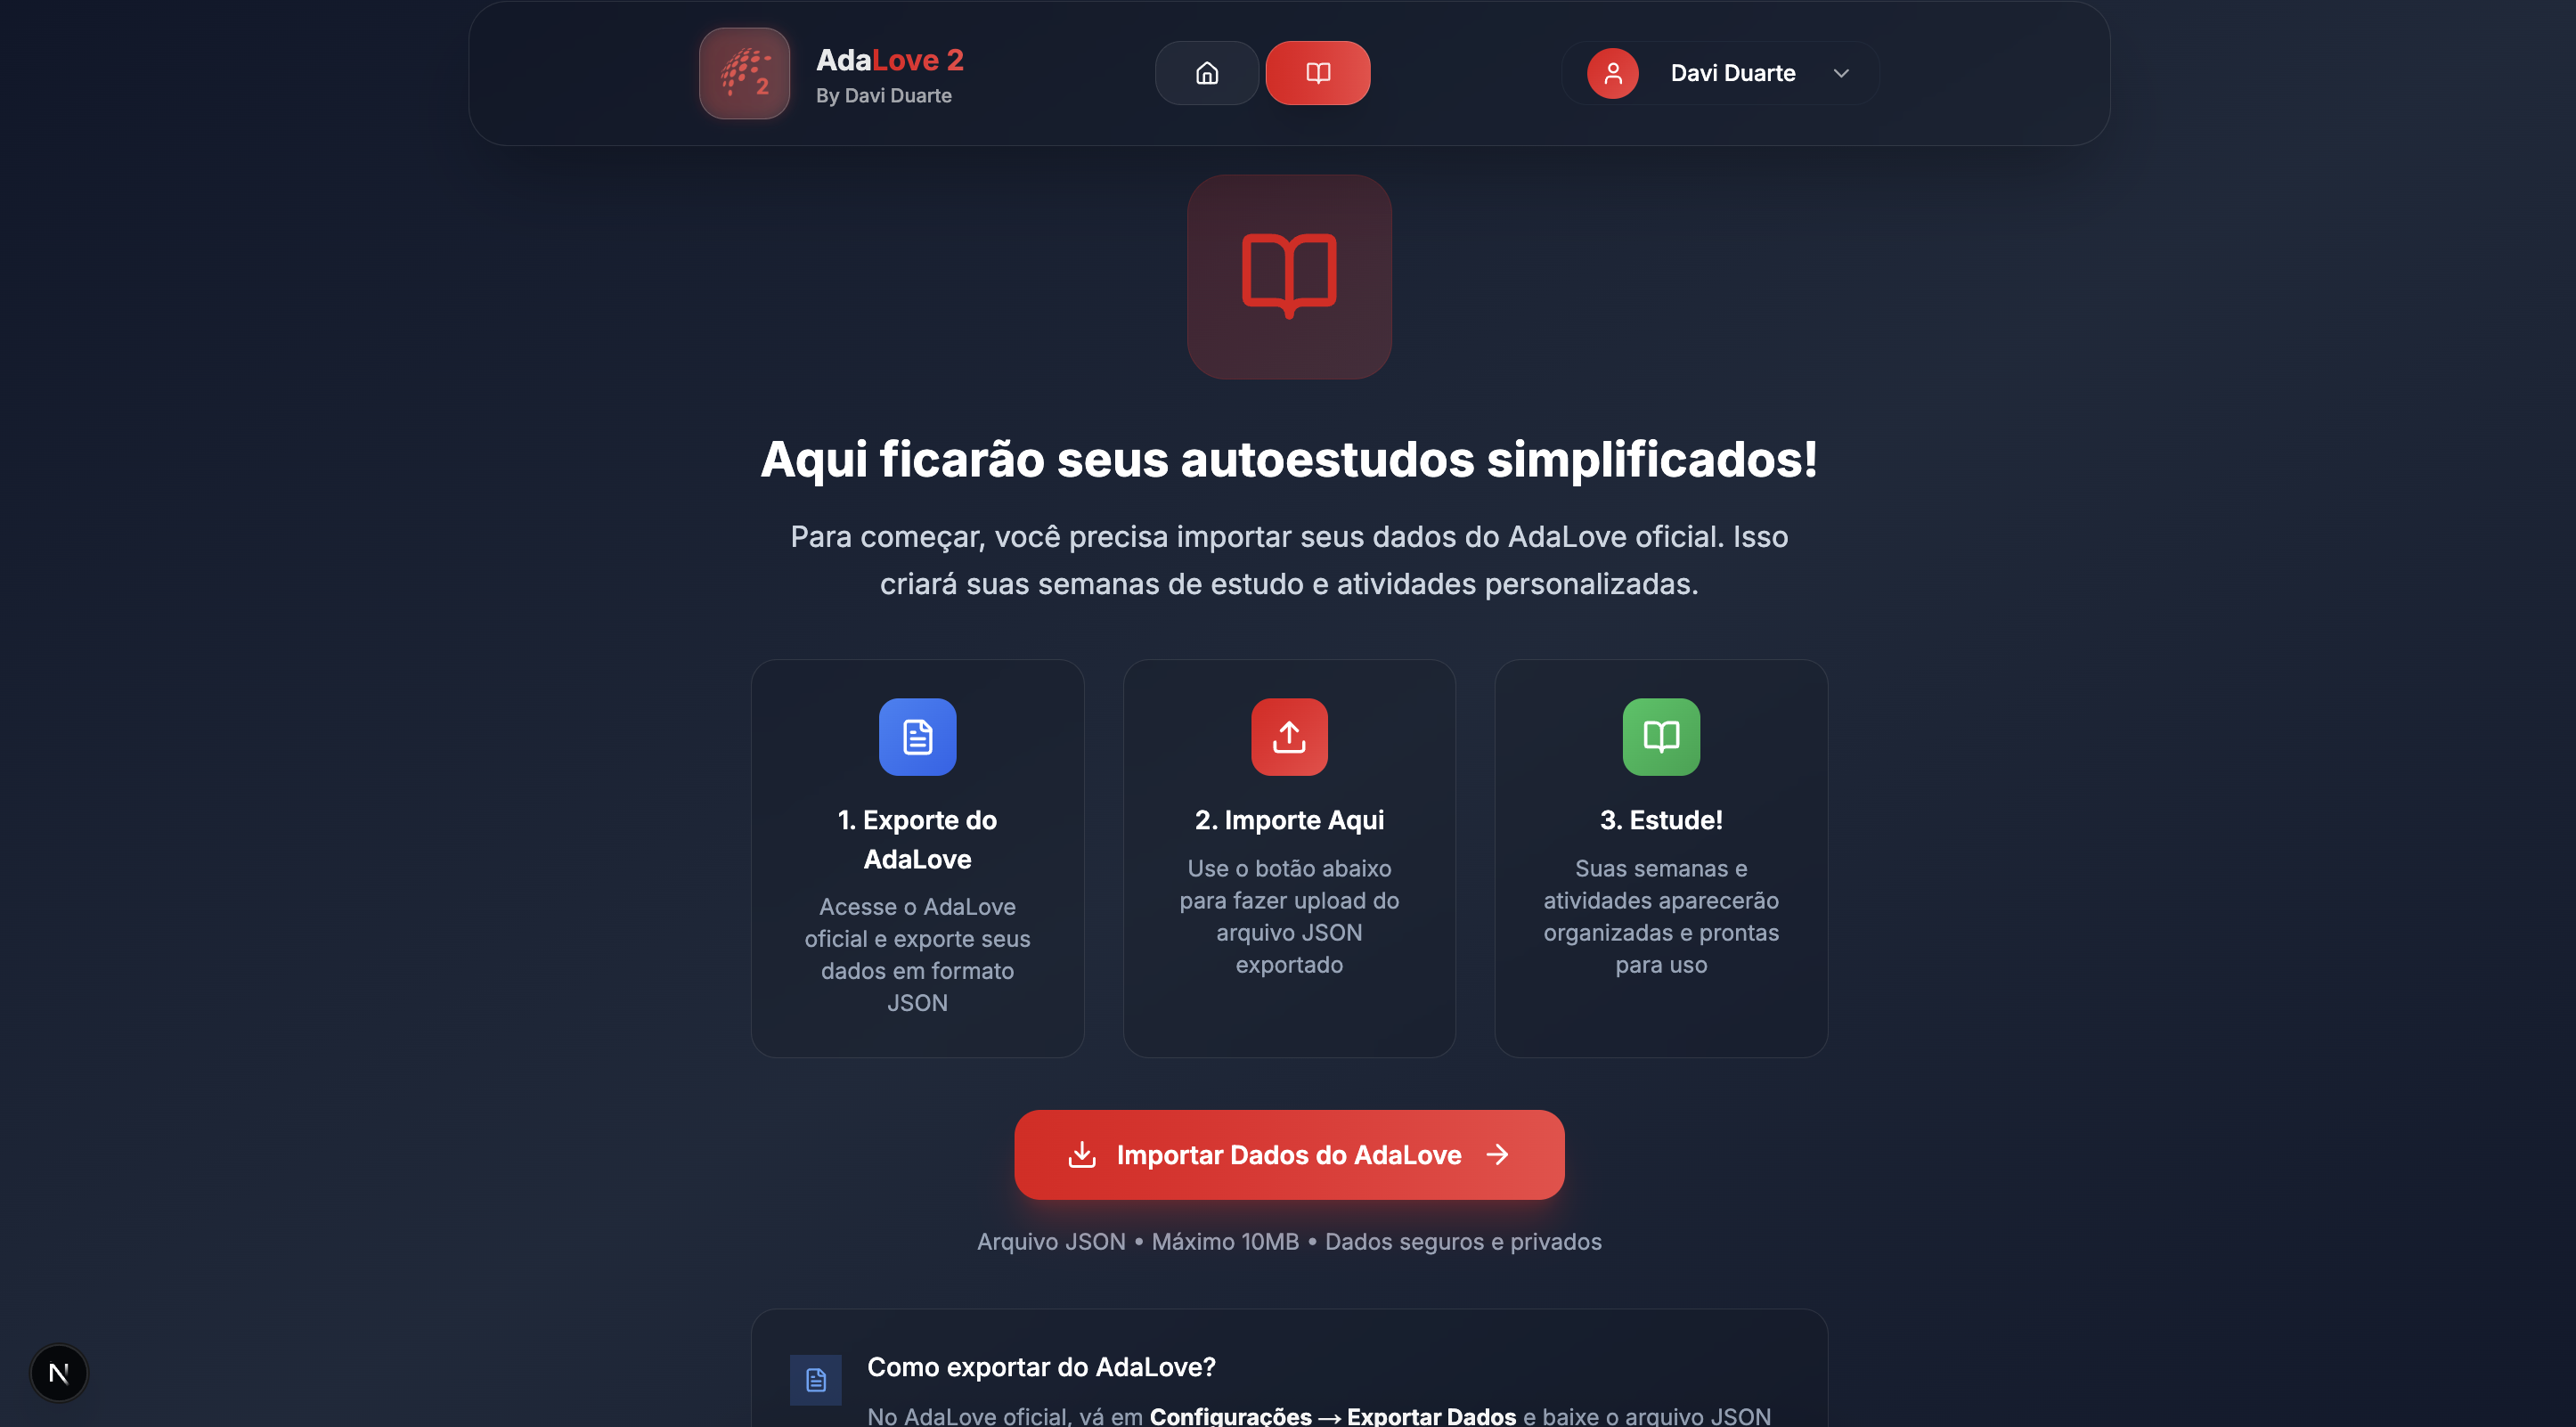 AdaLove 2
By Davi Duarte
2
Davi Duarte
Aqui ficarão seus autoestudos simplificados!
Para começar, você precisa importar seus dados do AdaLove oficial. Isso
criará suas semanas de estudo e atividades personalizadas.
1. Exporte do
AdaLove
Acesse o AdaLove
oficial e exporte seus
dados em formato
JSON
2. Importe Aqui
Use o botão abaixo
para fazer upload do
arquivo JSON
exportado
3. Estude!
Suas semanas e
atividades aparecerão
organizadas e prontas
para uso
Importar Dados do AdaLove →
Arquivo JSON • Máximo 10MB • Dados seguros e privados
Como exportar do AdaLove?
No AdaLove oficial, vá em Configurações → Exportar Dados e baixe o arquivo JSON
N